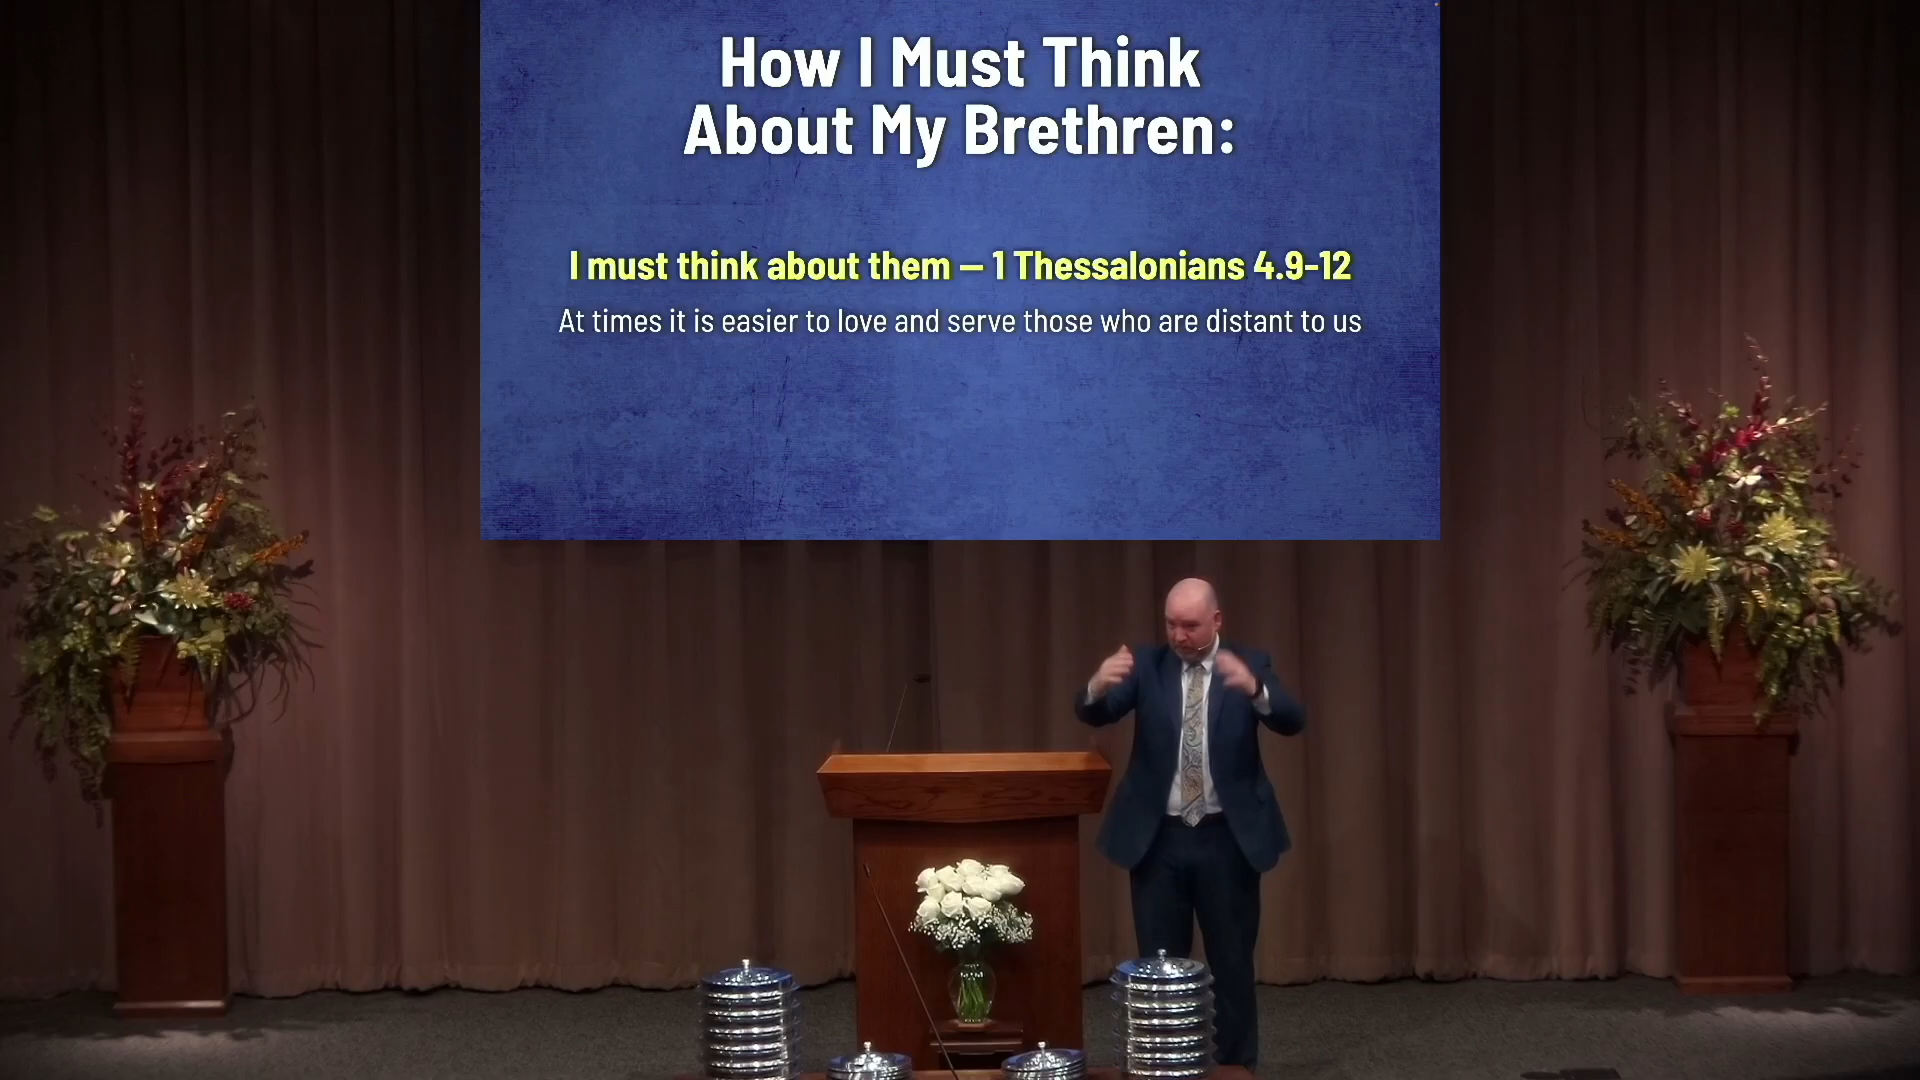 How I Must Think
About My Brethren:
I must think about them – 1 Thessalonians 4.9-12
At times it is easier to love and serve those who are distant to us